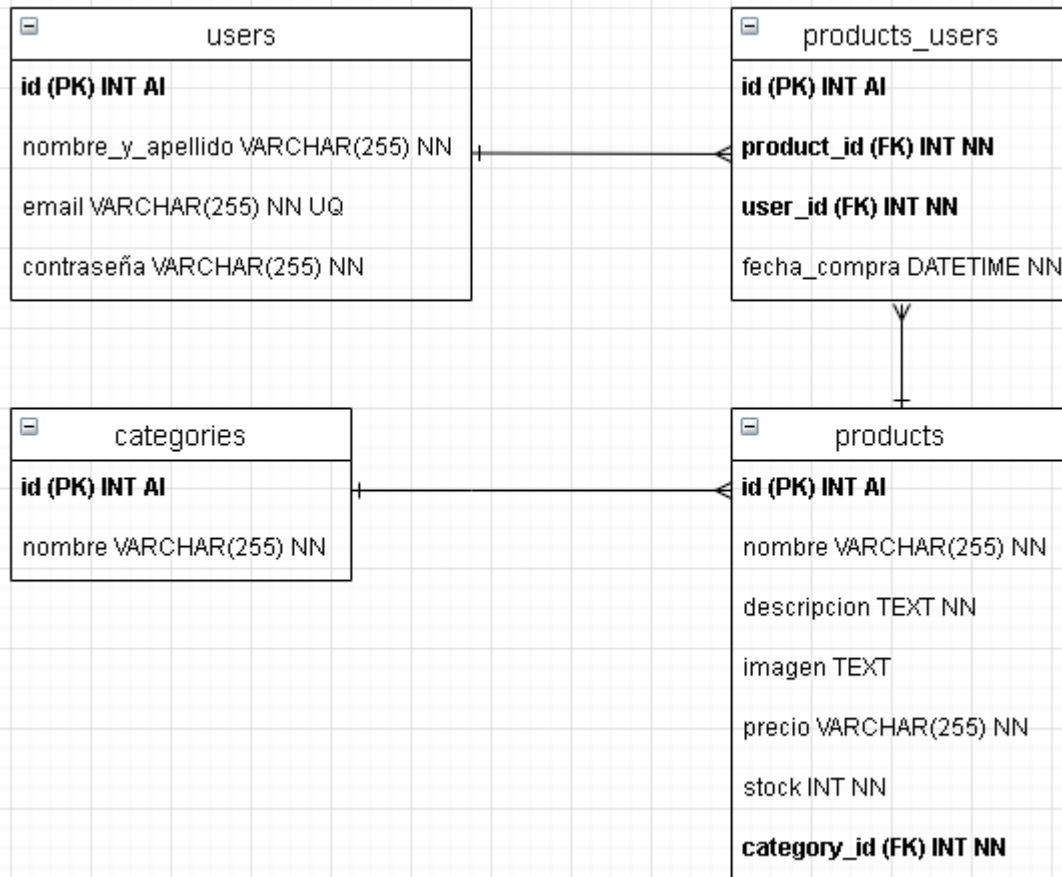 users
id (PK) INT AI
nombre_y_apellido VARCHAR(255) NN
email VARCHAR(255) NN UQ
contraseña VARCHAR(255) NN
products_users
id (PK) INT AI
product_id (FK) INT NN
user_id (FK) INT NN
fecha_compra DATETIME NN
categories
id (PK) INT AI
nombre VARCHAR(255) NN
products
id (PK) INT AI
nombre VARCHAR(255) NN
descripcion TEXT NN
imagen TEXT
precio VARCHAR(255) NN
stock INT NN
category_id (FK) INT NN